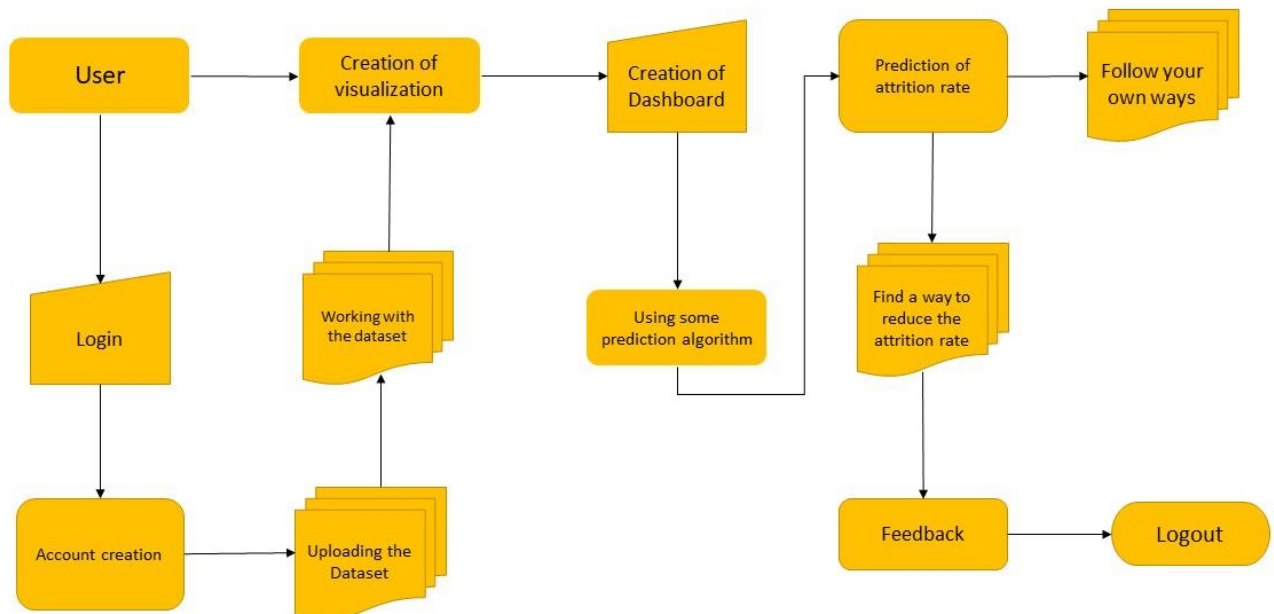 User
Creation of
visualization
Creation of
Dashboard
Prediction of
attrition rate
Follow your
own ways
Login
Working with
the dataset
Using some
prediction algorithm
Find a way to
reduce the
attrition rate
Account creation
Uploading the
Dataset
Feedback
Logout